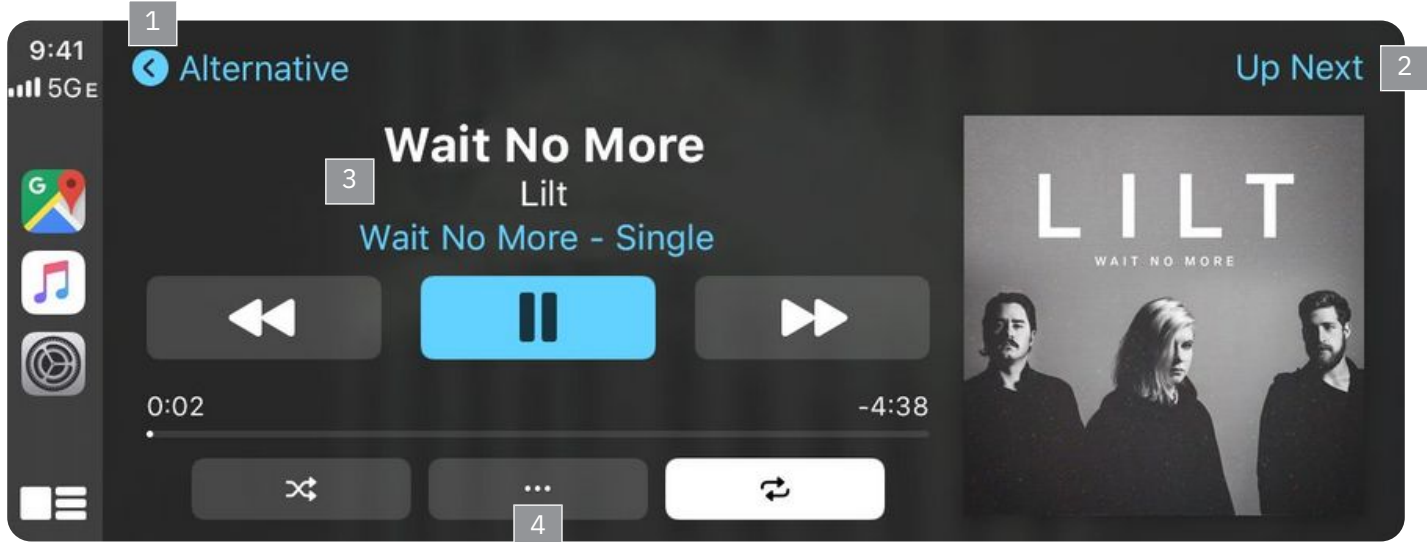 1
9:41
Alternative
Up Next
2
5GE
Wait No More
3
Lilt
Wait No More - Single
LILT
WAIT NO MORE
G
0:02
-4:38
...
4